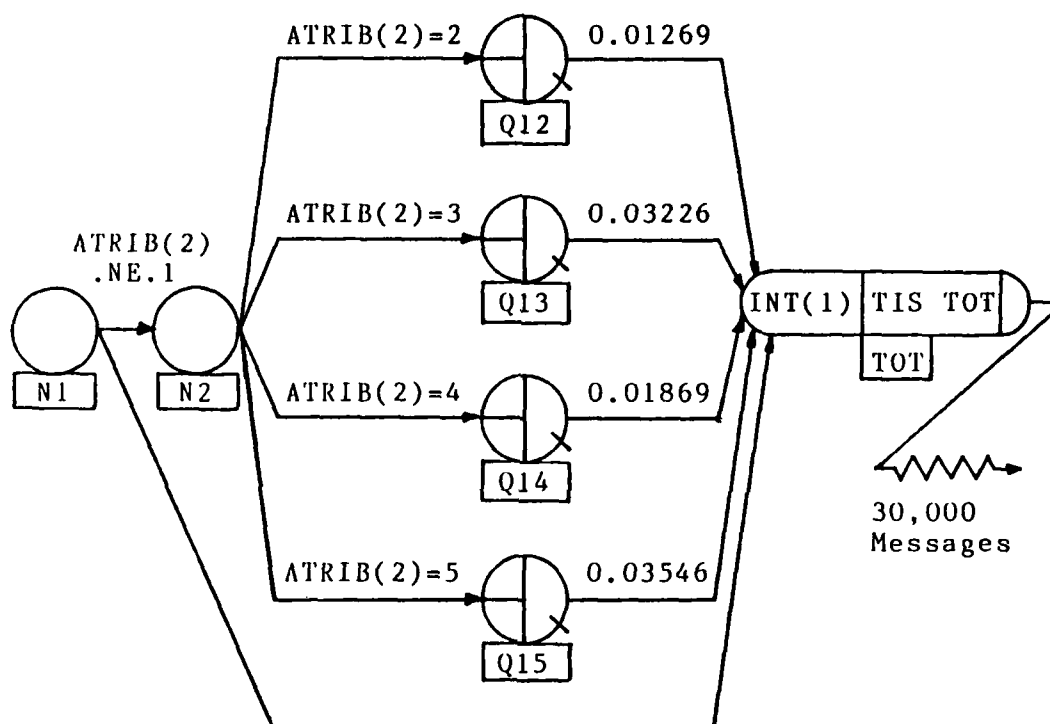 ATRIB(2)=2
0.01269
Q12
ATRIB(2)=3
0.03226
Q13
ATRIB(2)
.NE.1
N1
N2
INT(1) TIS TOT
TOT
ATRIB(2)=4
0.01869
Q14
30,000
Messages
ATRIB(2)=5
0.03546
Q15